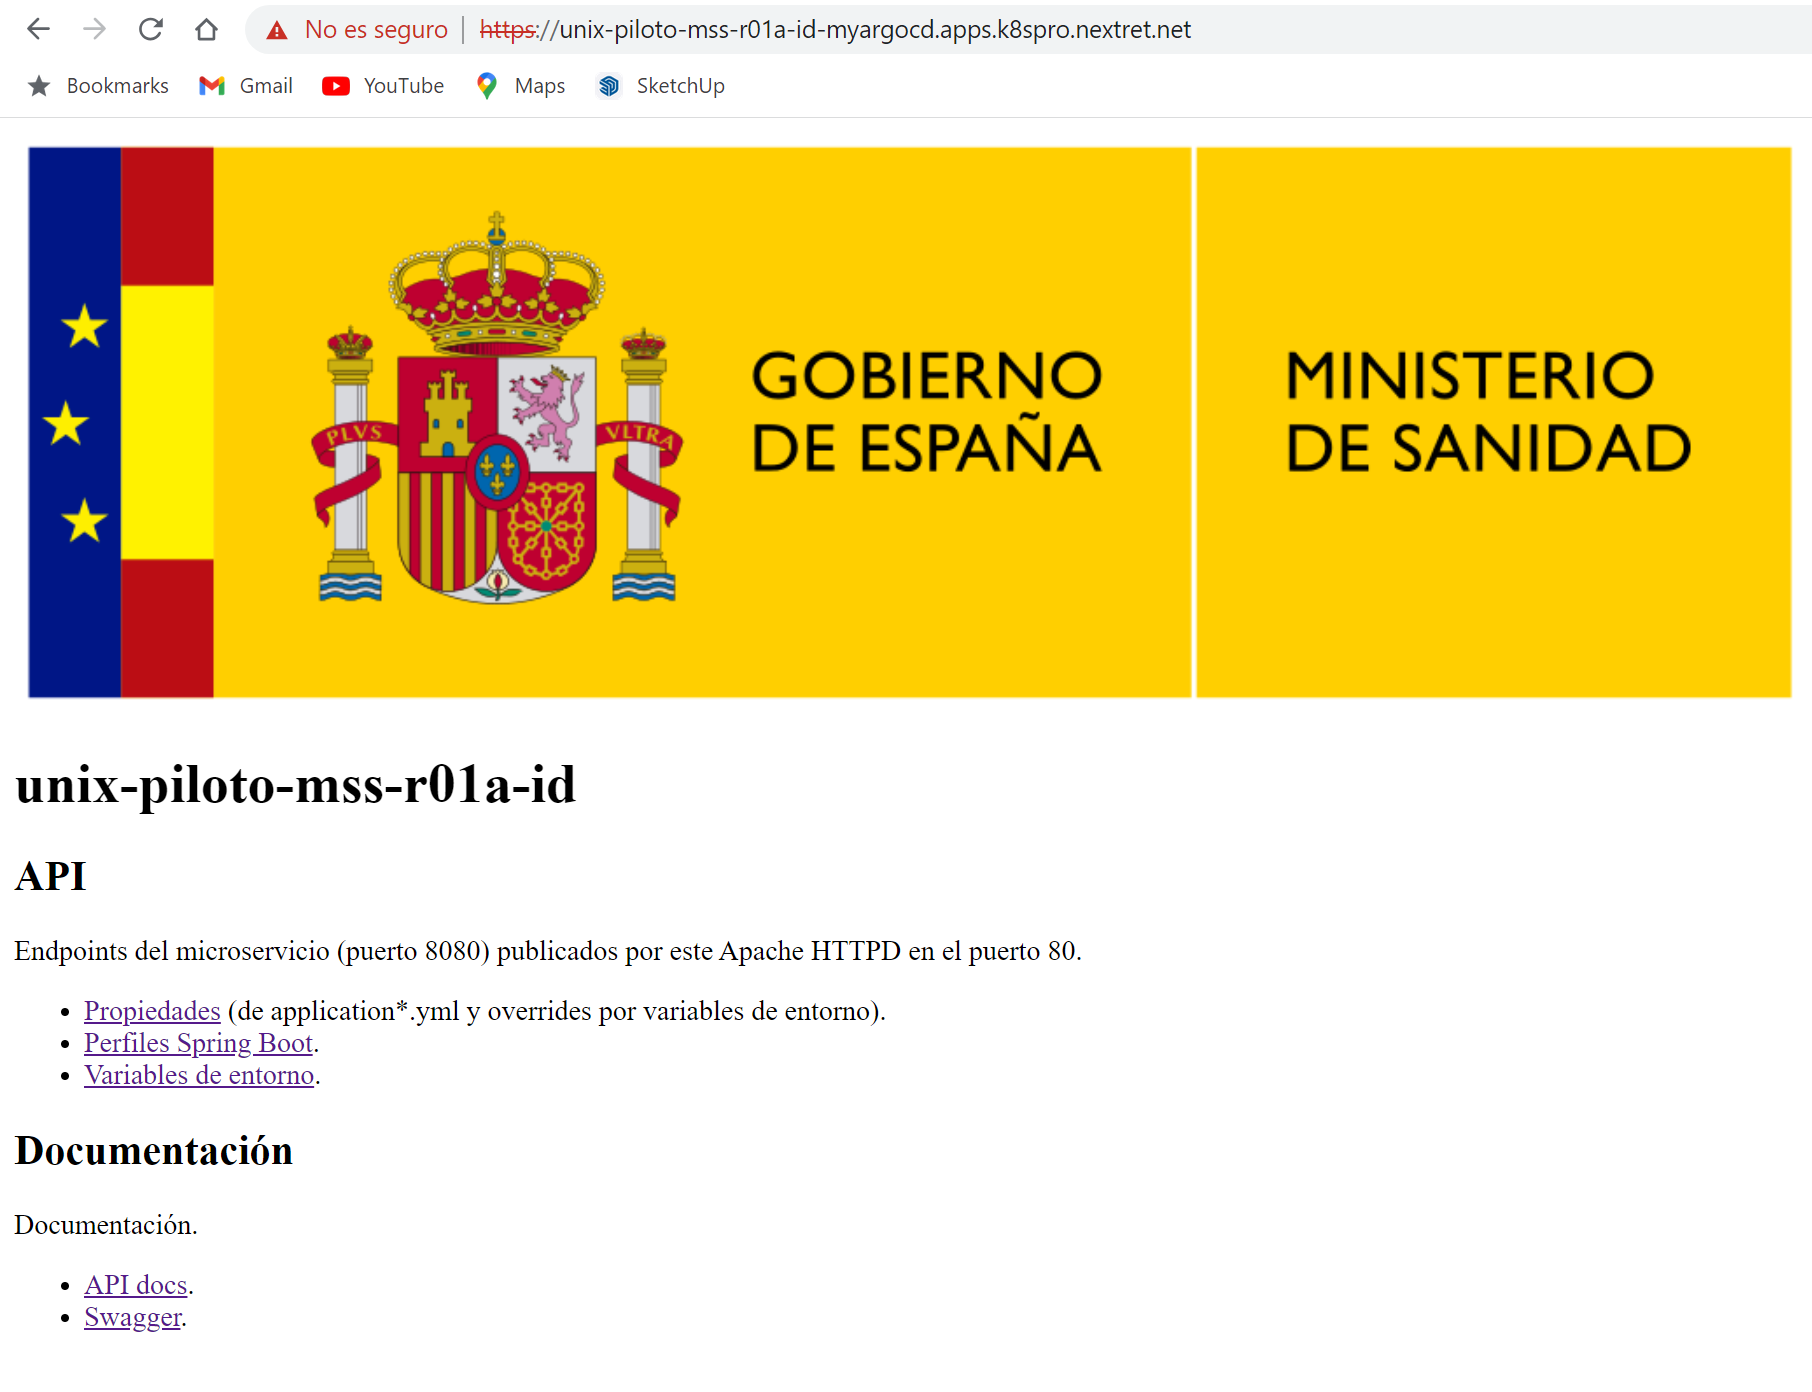 No es seguro https://unix-piloto-mss-r01a-id-myargocd.apps.k8spro.nextret.net
Bookmarks Gmail YouTube Maps SketchUp
PLVS VLTRA
GOBIERNO
DE ESPAÑA
MINISTERIO
DE SANIDAD
unix-piloto-mss-r01a-id
API
Endpoints del microservicio (puerto 8080) publicados por este Apache HTTPD en el puerto 80.
Propiedades (de application*.yml y overrides por variables de entorno).
Perfiles Spring Boot.
Variables de entorno.
Documentación
Documentación.
API docs.
Swagger.